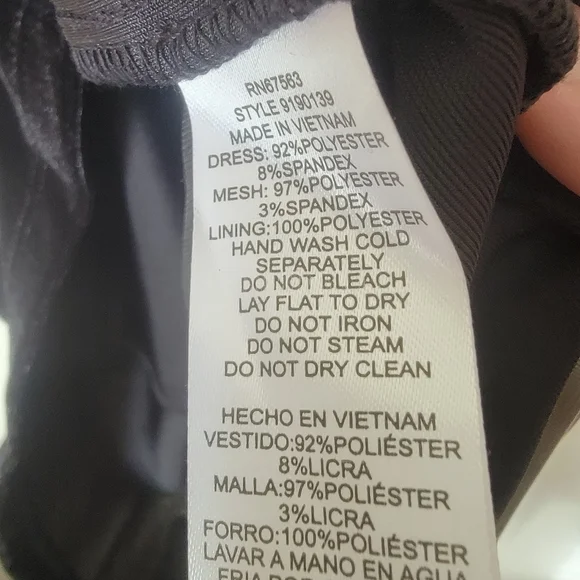 RN67563
STYLE 9190139
MADE IN VIETNAM
DRESS: 92%POLYESTER
8%SPANDEX
MESH: 97%POLYESTER
3%SPANDEX
LINING:100%POLYESTER
HAND WASH COLD
SEPARATELY
DO NOT BLEACH
LAY FLAT TO DRY
DO NOT IRON
DO NOT STEAM
DO NOT DRY CLEAN
HECHO EN VIETNAM
VESTIDO:92%POLIÉSTER
8%LICRA
MALLA:97%POLIÉSTER
3%LICRA
FORRO:100%POLIÉSTER
LAVAR A MANO EN AGUA
FRIA